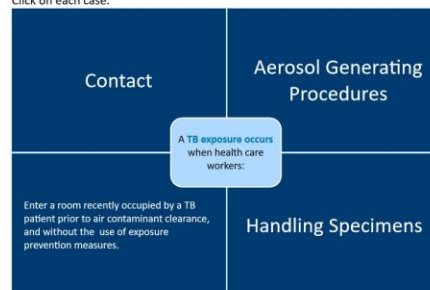 Click on each case.
Contact
Aerosol Generating
Procedures
A TB exposure occurs
when health care
workers:
Enter a room recently occupied by a TB
patient prior to air contaminant clearance,
and without the use of exposure
prevention measures.
Handling Specimens